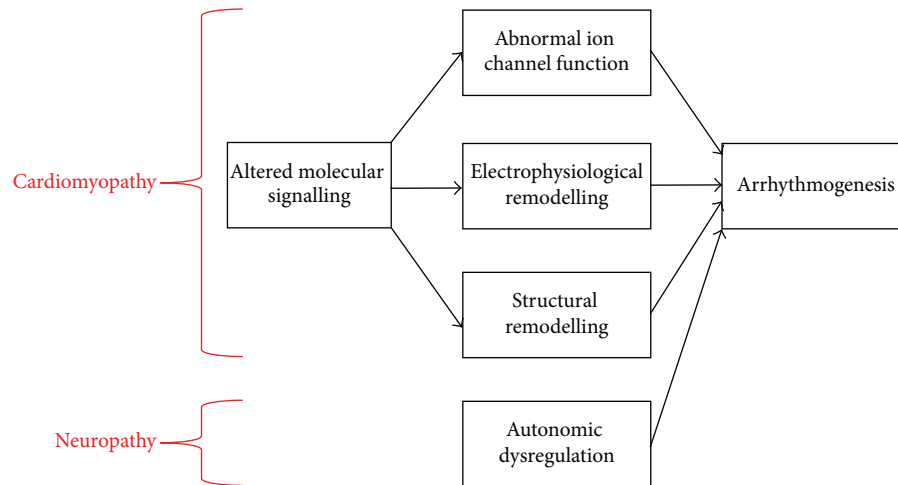 Abnormal ion
channel function
Cardiomyopathy
Altered molecular
signalling
Electrophysiological
remodelling
Arrhythmogenesis
Structural
remodelling
Neuropathy
Autonomic
dysregulation